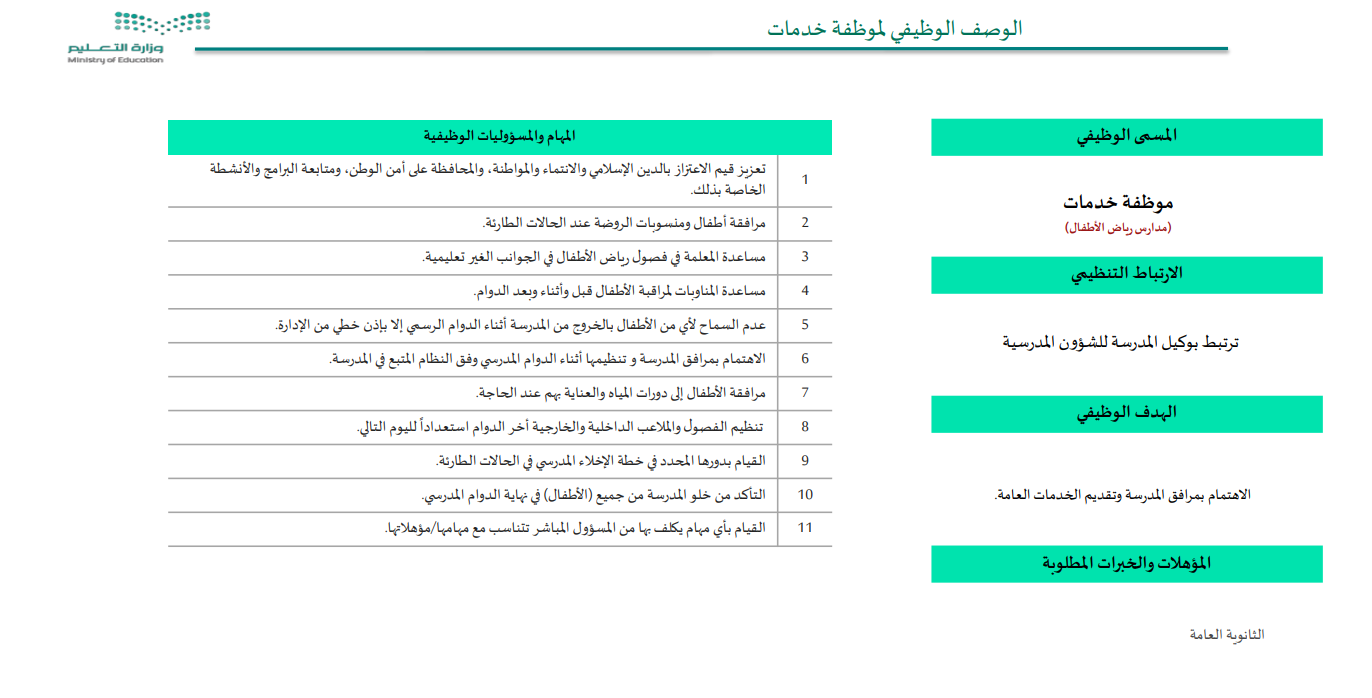 الوصف الوظيفي لموظفة خدمات
وزارة التعليم
Ministry of Education
المسمى الوظيفي
موظفة خدمات
(مدارس رياض الأطفال)
الارتباط التنظيمي
ترتبط بوكيل المدرسة للشؤون المدرسية
الهدف الوظيفي
الاهتمام بمرافق المدرسة وتقديم الخدمات العامة.
المؤهلات والخبرات المطلوبة
الثانوية العامة
المهام والمسؤوليات الوظيفية
1 تعزيز قيم الاعتزاز بالدين الإسلامي والانتماء والمواطنة، والمحافظة على أمن الوطن، ومتابعة البرامج والأنشطة
الخاصة بذلك.
2 مرافقة أطفال ومنسوبات الروضة عند الحالات الطارئة.
3 مساعدة المعلمة في فصول رياض الأطفال في الجوانب الغير تعليمية.
4 مساعدة المناوبات لمراقبة الأطفال قبل وأثناء وبعد الدوام.
5 عدم السماح لأي من الأطفال بالخروج من المدرسة أثناء الدوام الرسمي إلا بإذن خطي من الإدارة.
6 الاهتمام بمرافق المدرسة و تنظيمها أثناء الدوام المدرسي وفق النظام المتبع في المدرسة.
7 مرافقة الأطفال إلى دورات المياه والعناية بهم عند الحاجة.
8 تنظيم الفصول والملاعب الداخلية والخارجية أخر الدوام استعداداً لليوم التالي.
9 القيام بدورها المحدد في خطة الإخلاء المدرسي في الحالات الطارئة.
10 التأكد من خلو المدرسة من جميع (الأطفال) في نهاية الدوام المدرسي.
11 القيام بأي مهام يكلف بها من المسؤول المباشر تتناسب مع مهامها/مؤهلاتها.